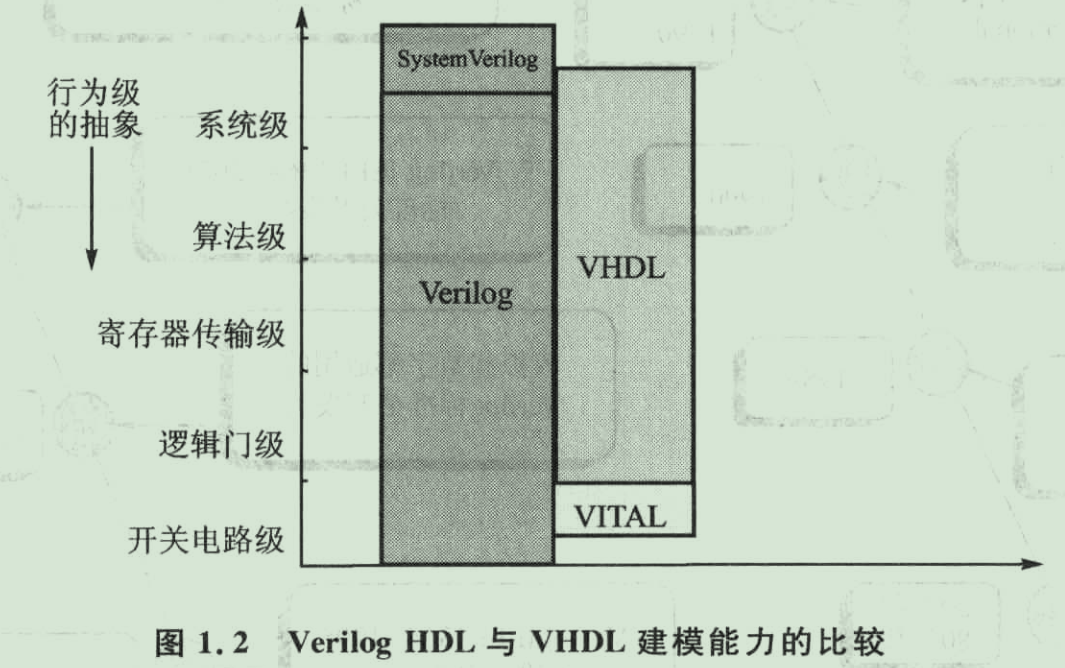 SystemVerilog
行为级
的抽象
系统级
算法级
Verilog
VHDL
寄存器传输级
逻辑门级
VITAL
开关电路级
图 1.2 Verilog HDL 与 VHDL 建模能力的比较